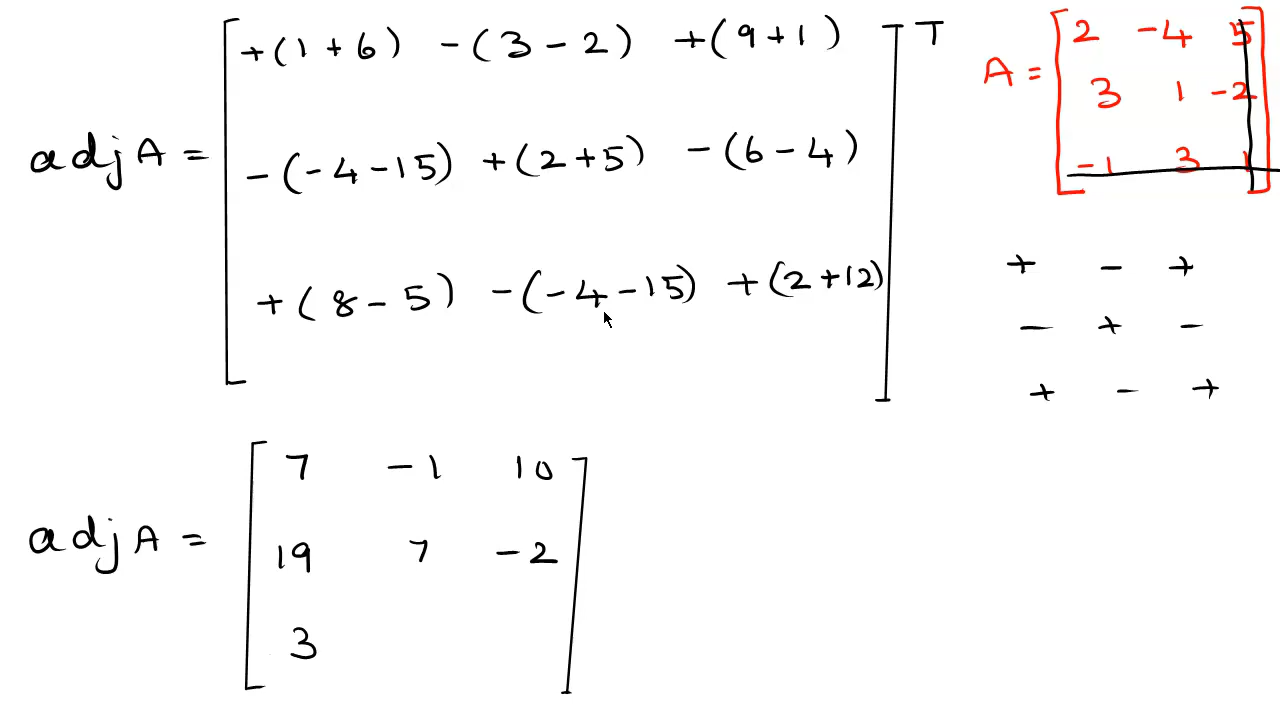 +(1+6) -(3-2) +(9+1) T
adj A = -(-4-15) +(2+5) -(6-4)
+(8-5) -(-4-15) +(2+12)
A = 2 -4 5
3 1 -2
-1 3 1
+ - +
- + -
+ - +
7 -1 10
adj A = 19 7 -2
3